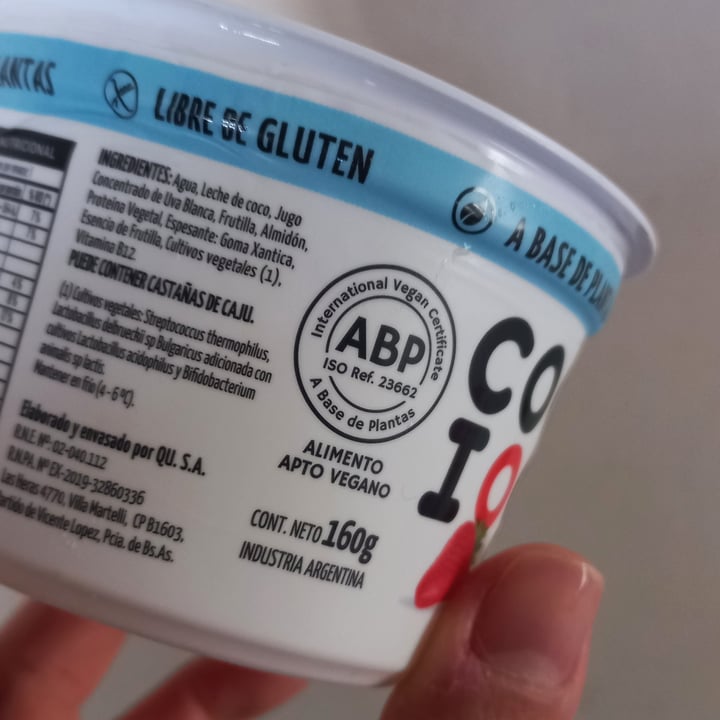 ANTAS
LIBRE DE GLUTEN
A BASE DE PLAN
NUTRICIONAL
INGREDIENTES: Agua, Leche de coco, Jugo
Concentrado de Uva Blanca, Frutilla, Almidón,
Proteína Vegetal, Espesante: Goma Xantica,
Esencia de Frutilla, Cultivos vegetales (1),
Vitamina B12
PUEDE CONTENER CASTAÑAS DE CAJU.
(1) Cultivos vegetales: Streptococcus thermophilus,
Lactobacillus delbrueckii sp Bulgaricus adicionada con
cultivos Lactobacillus acidophilus y Bifidobacterium
animalis sp lactis.
Mantener en frío (4 - 6 ºC).
Elaborado y envasado por QU. S.A.
R.N.E. Nº: 02-040.112
R.N.P.A. Nº EX-2019-32860336
Las Heras 4770. Villa Martelli, CP B1603,
Partido de Vicente Lopez, Pcia. de Bs.As.
International Vegan Certificate
ABP
ISO Ref. 23662
A Base de Plantas
ALIMENTO
APTO VEGANO
CONT. NETO 160g
INDUSTRIA ARGENTINA
CO
IO